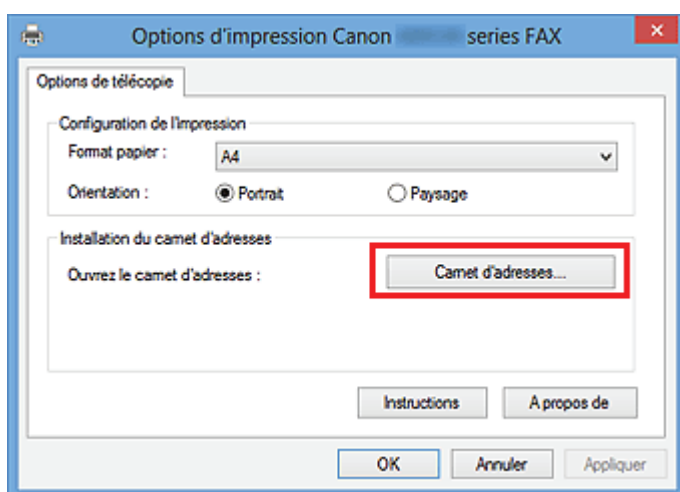 Options d'impression Canon series FAX
Options de télécopie
Configuration de l'impression
Format papier : A4
Orientation : Portrait Paysage
Installation du carnet d'adresses
Ouvrez le carnet d'adresses : Carnet d'adresses...
Instructions A propos de
OK Annuler Appliquer